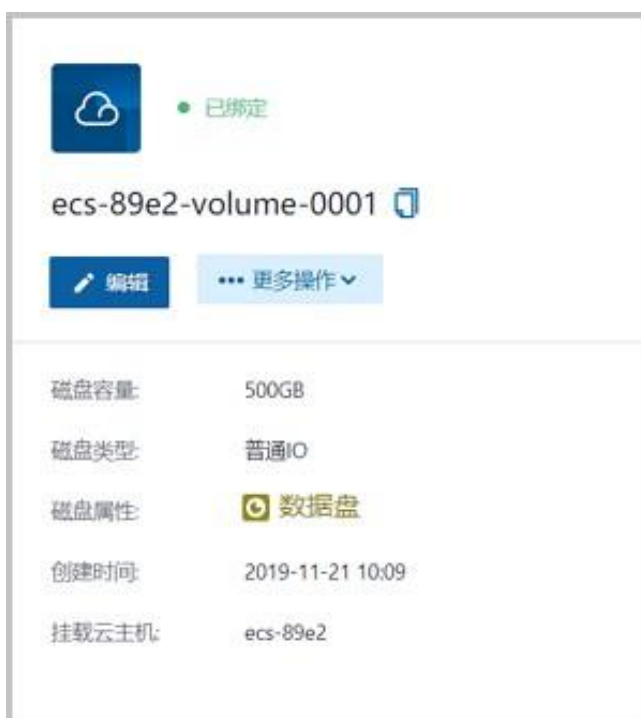 已绑定
ecs-89e2-volume-0001
编辑
••• 更多操作
磁盘容量: 500GB
磁盘类型: 普通IO
磁盘属性: 数据盘
创建时间: 2019-11-21 10:09
挂载云主机: ecs-89e2